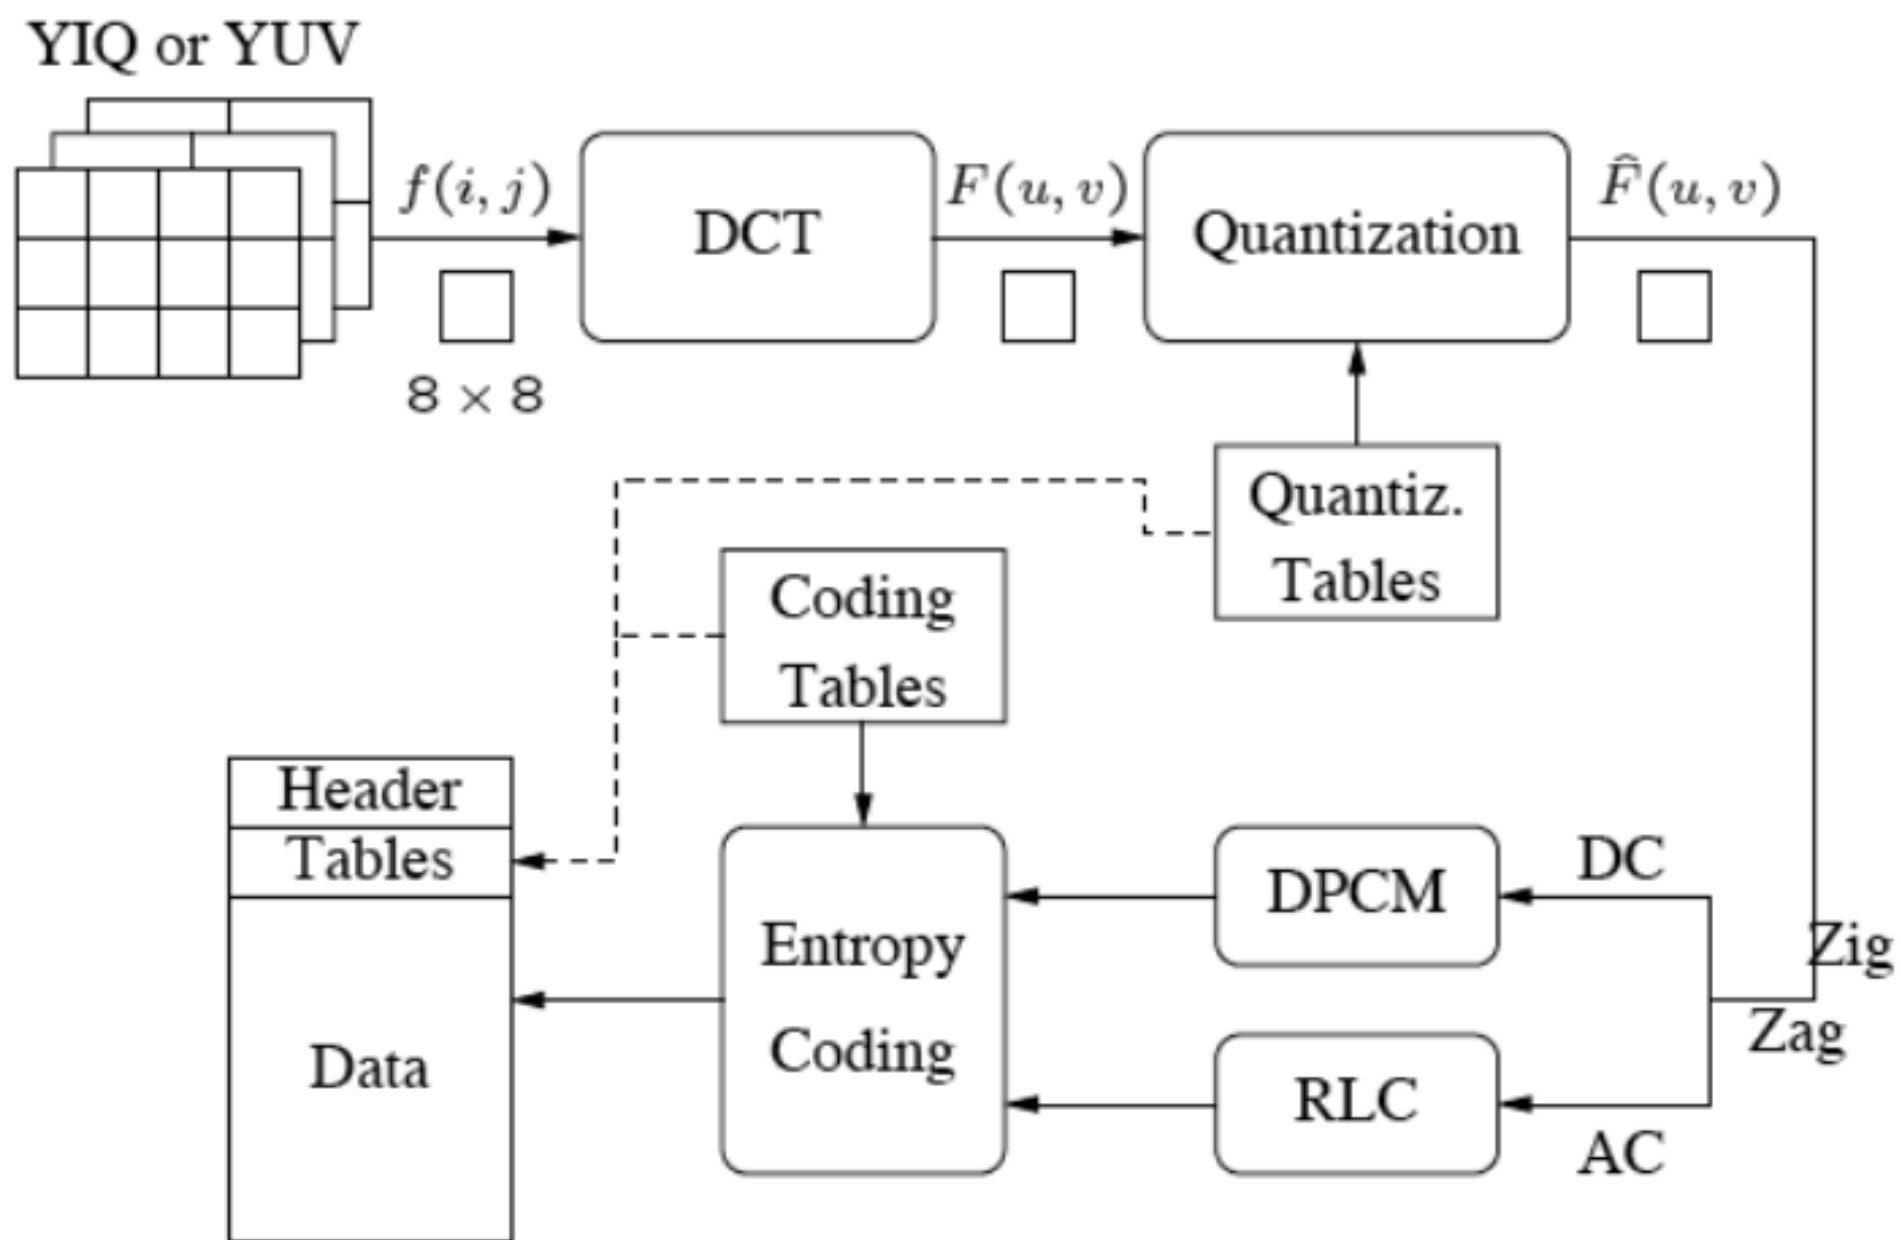 YIQ or YUV
f(i, j)
8 × 8
DCT
F(u, v)
Quantization
F̂(u, v)
Quantiz.
Tables
Coding
Tables
Header
Tables
Data
Entropy
Coding
DPCM
DC
RLC
AC
Zig
Zag